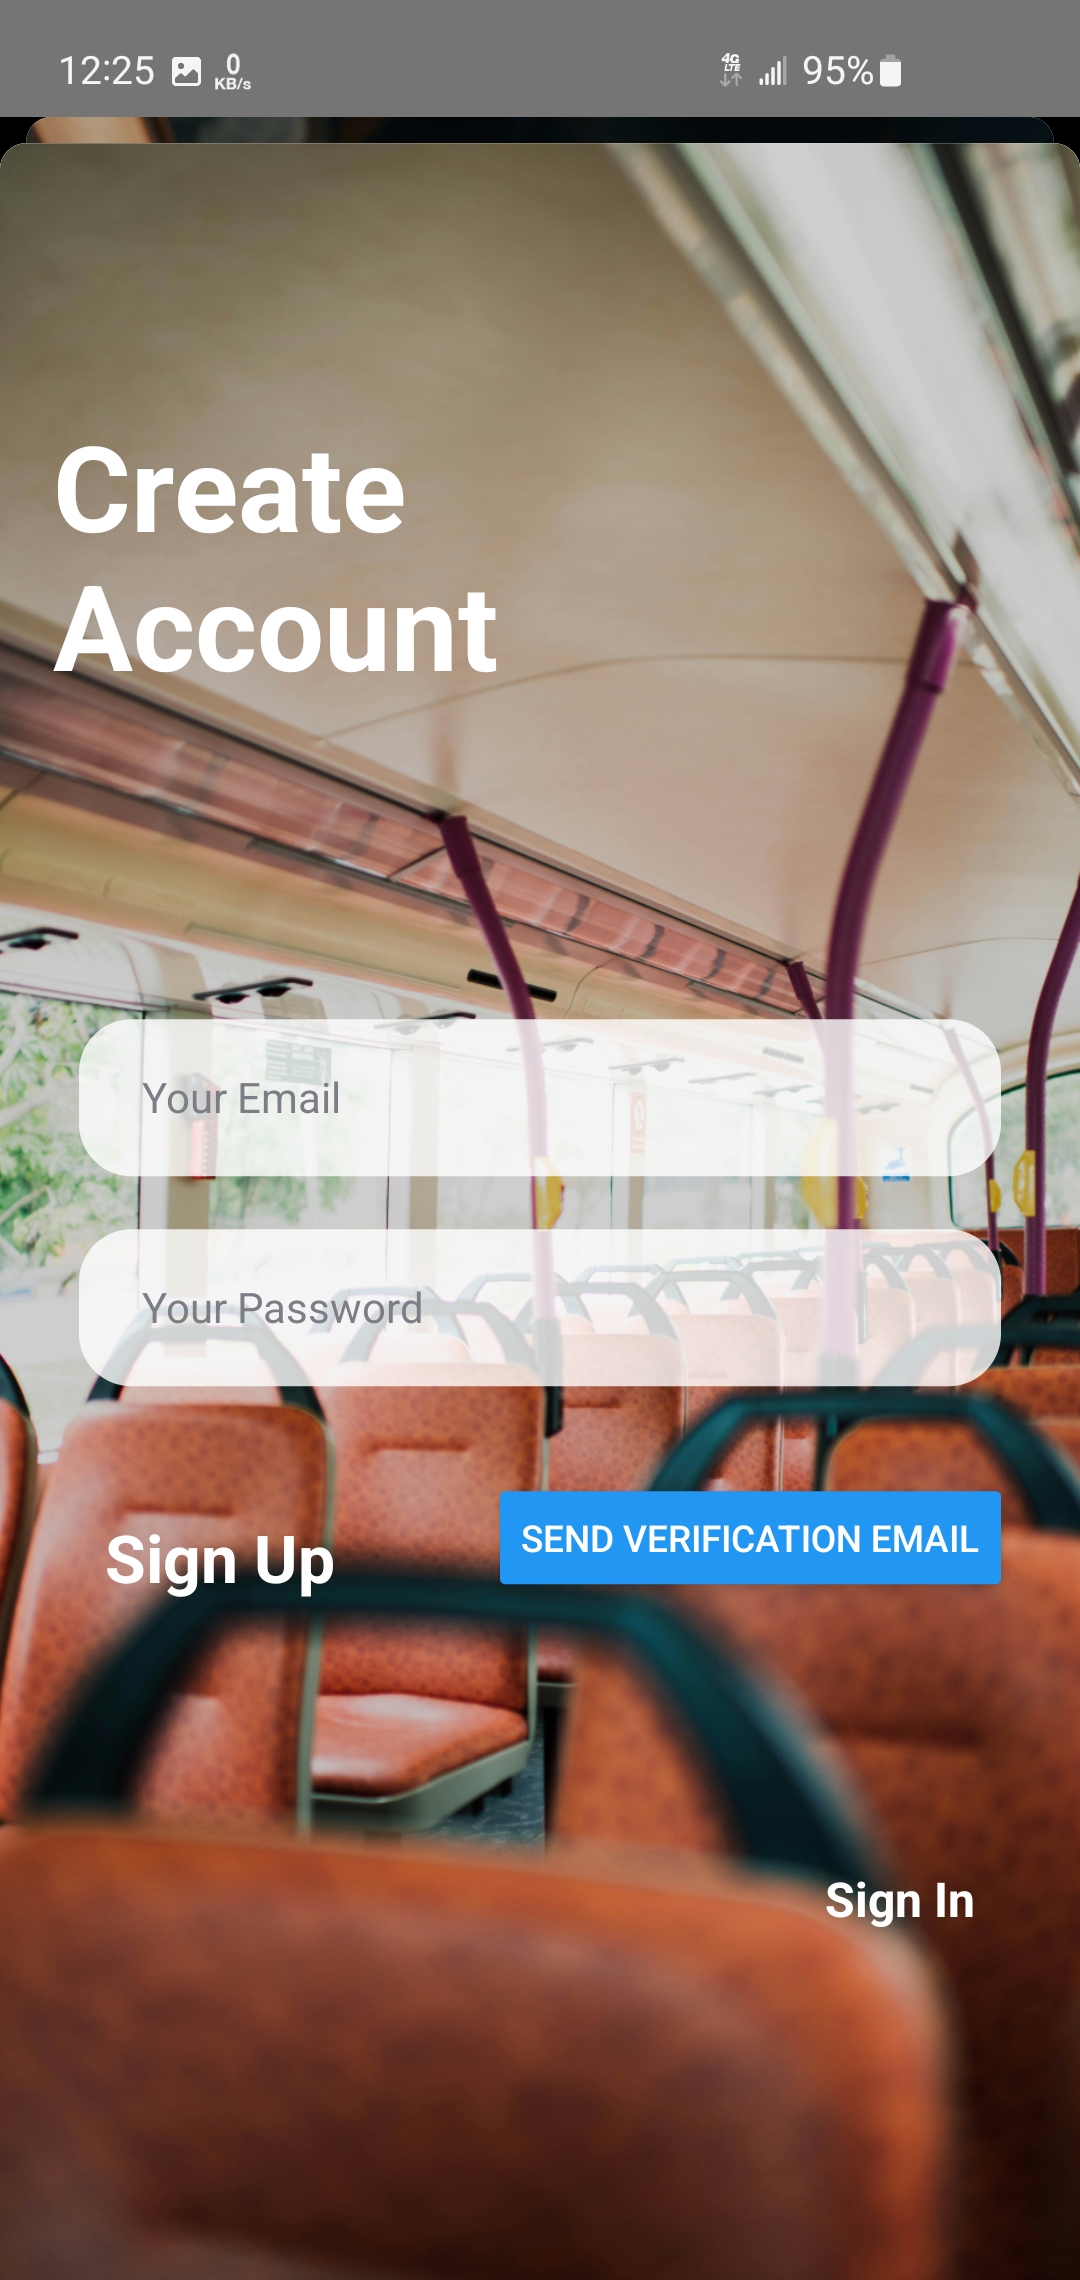 12:25 0 KB/s 4G LTE 95%
Create
Account
Your Email
Your Password
Sign Up
SEND VERIFICATION EMAIL
Sign In